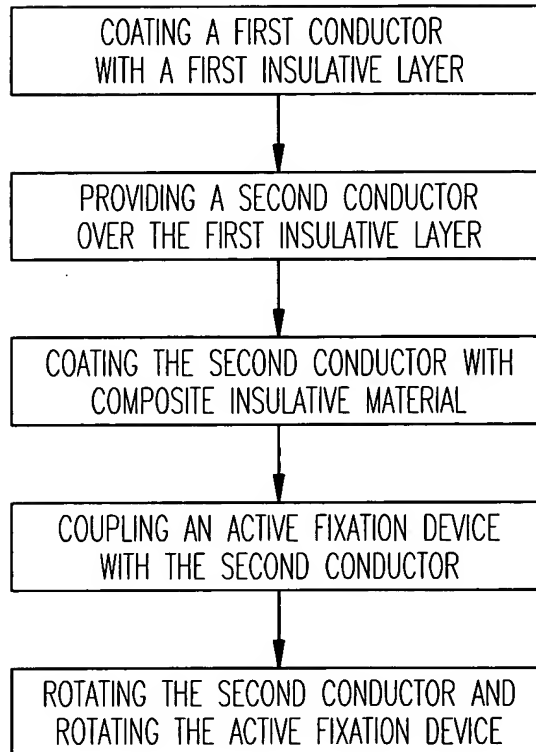 COATING A FIRST CONDUCTOR
WITH A FIRST INSULATIVE LAYER
PROVIDING A SECOND CONDUCTOR
OVER THE FIRST INSULATIVE LAYER
COATING THE SECOND CONDUCTOR WITH
COMPOSITE INSULATIVE MATERIAL
COUPLING AN ACTIVE FIXATION DEVICE
WITH THE SECOND CONDUCTOR
ROTATING THE SECOND CONDUCTOR AND
ROTATING THE ACTIVE FIXATION DEVICE